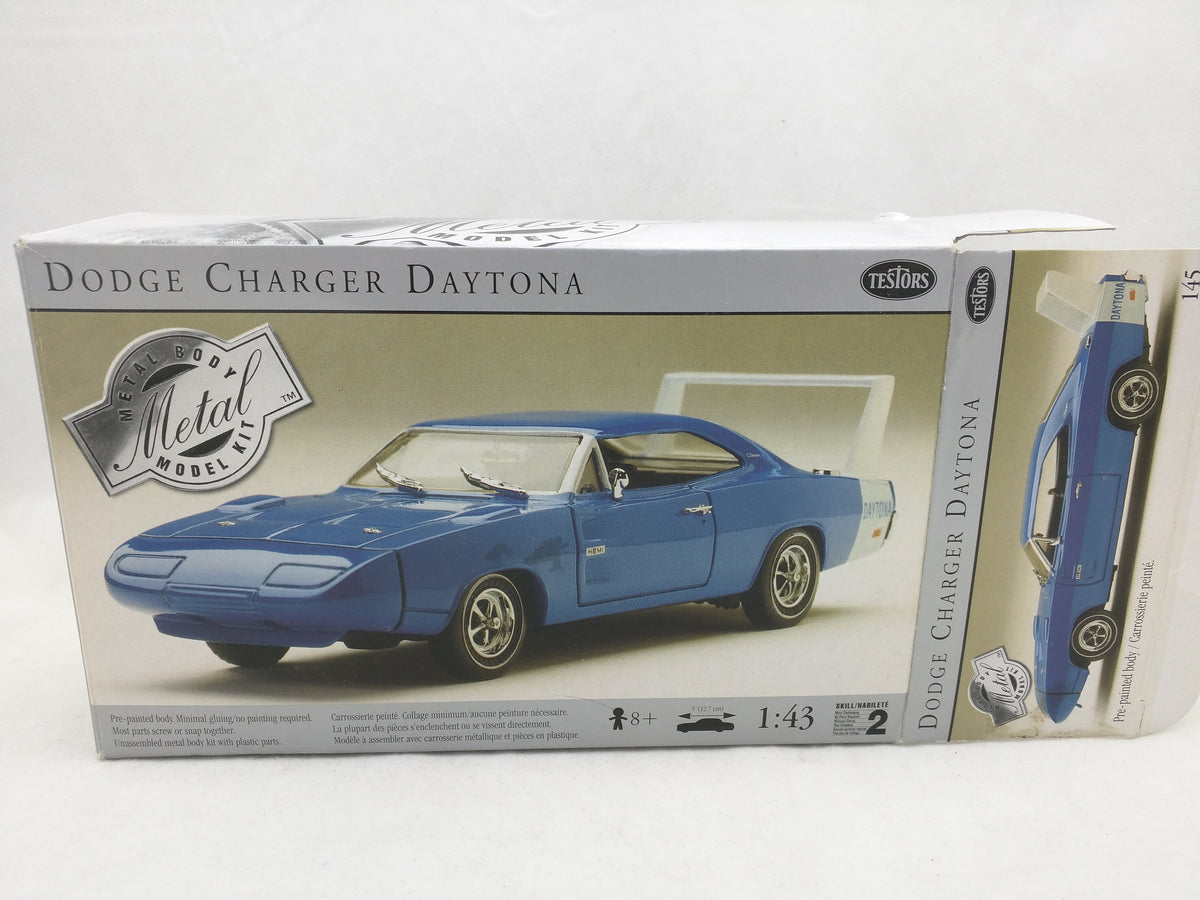 Metal
MODEL KIT
DODGE CHARGER DAYTONA
TESTORS
METAL BODY
Metal
MODEL KIT
TM
HEMI
DAYTONA
Pre-painted body. Minimal gluing/no painting required.
Most parts screw or snap together.
Unassembled metal body kit with plastic parts.
Carrosserie peinté. Collage minimum/aucune peinture nécessaire.
La plupart des pièces s'enclenchent ou se vissent directement.
Modèle à assembler avec carrosserie métallique et pièces en plastique.
8+
5" (12.7 cm)
1:43
SKILL/HABILETÉ
2
TESTORS
DODGE CHARGER DAYTONA
DAYTONA
Metal
Pre-painted body / Carrosserie peinté.
145